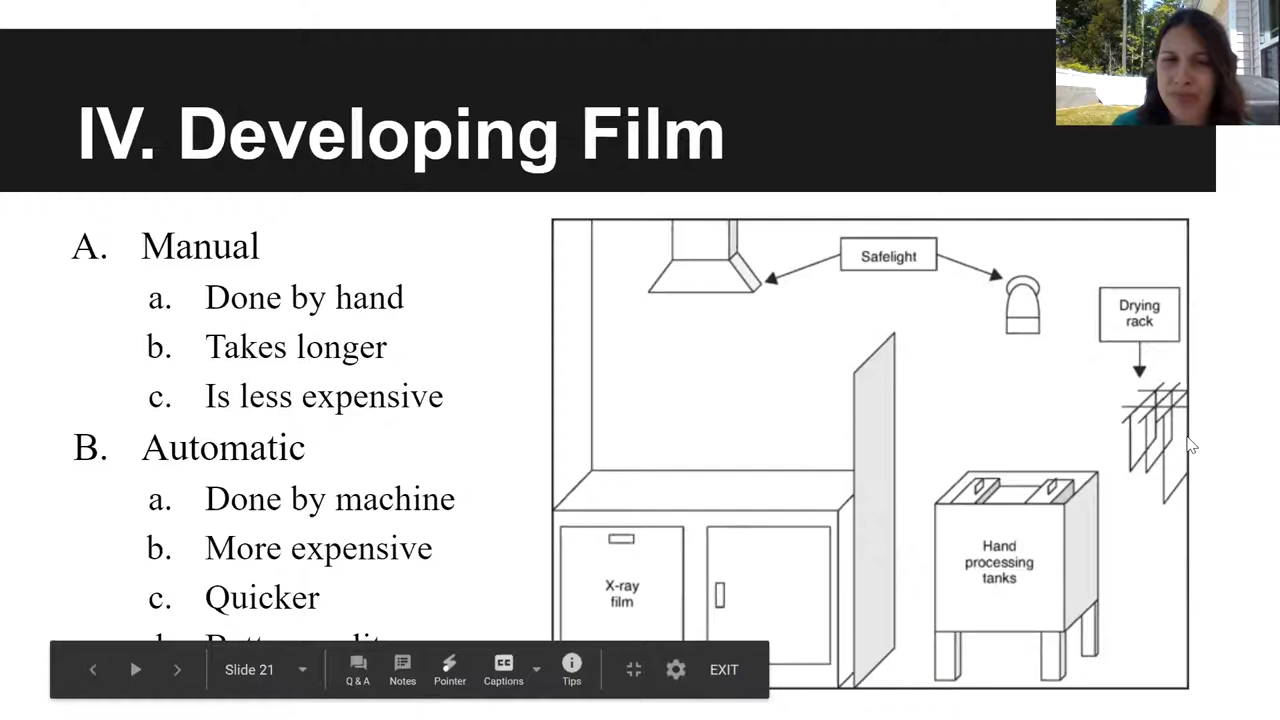 IV. Developing Film
A. Manual
a. Done by hand
b. Takes longer
c. Is less expensive
B. Automatic
a. Done by machine
b. More expensive
c. Quicker
Safelight
Drying
rack
Hand
processing
tanks
X-ray
film
Slide 21
Q & A
Notes
Pointer
CC
Captions
Tips
EXIT